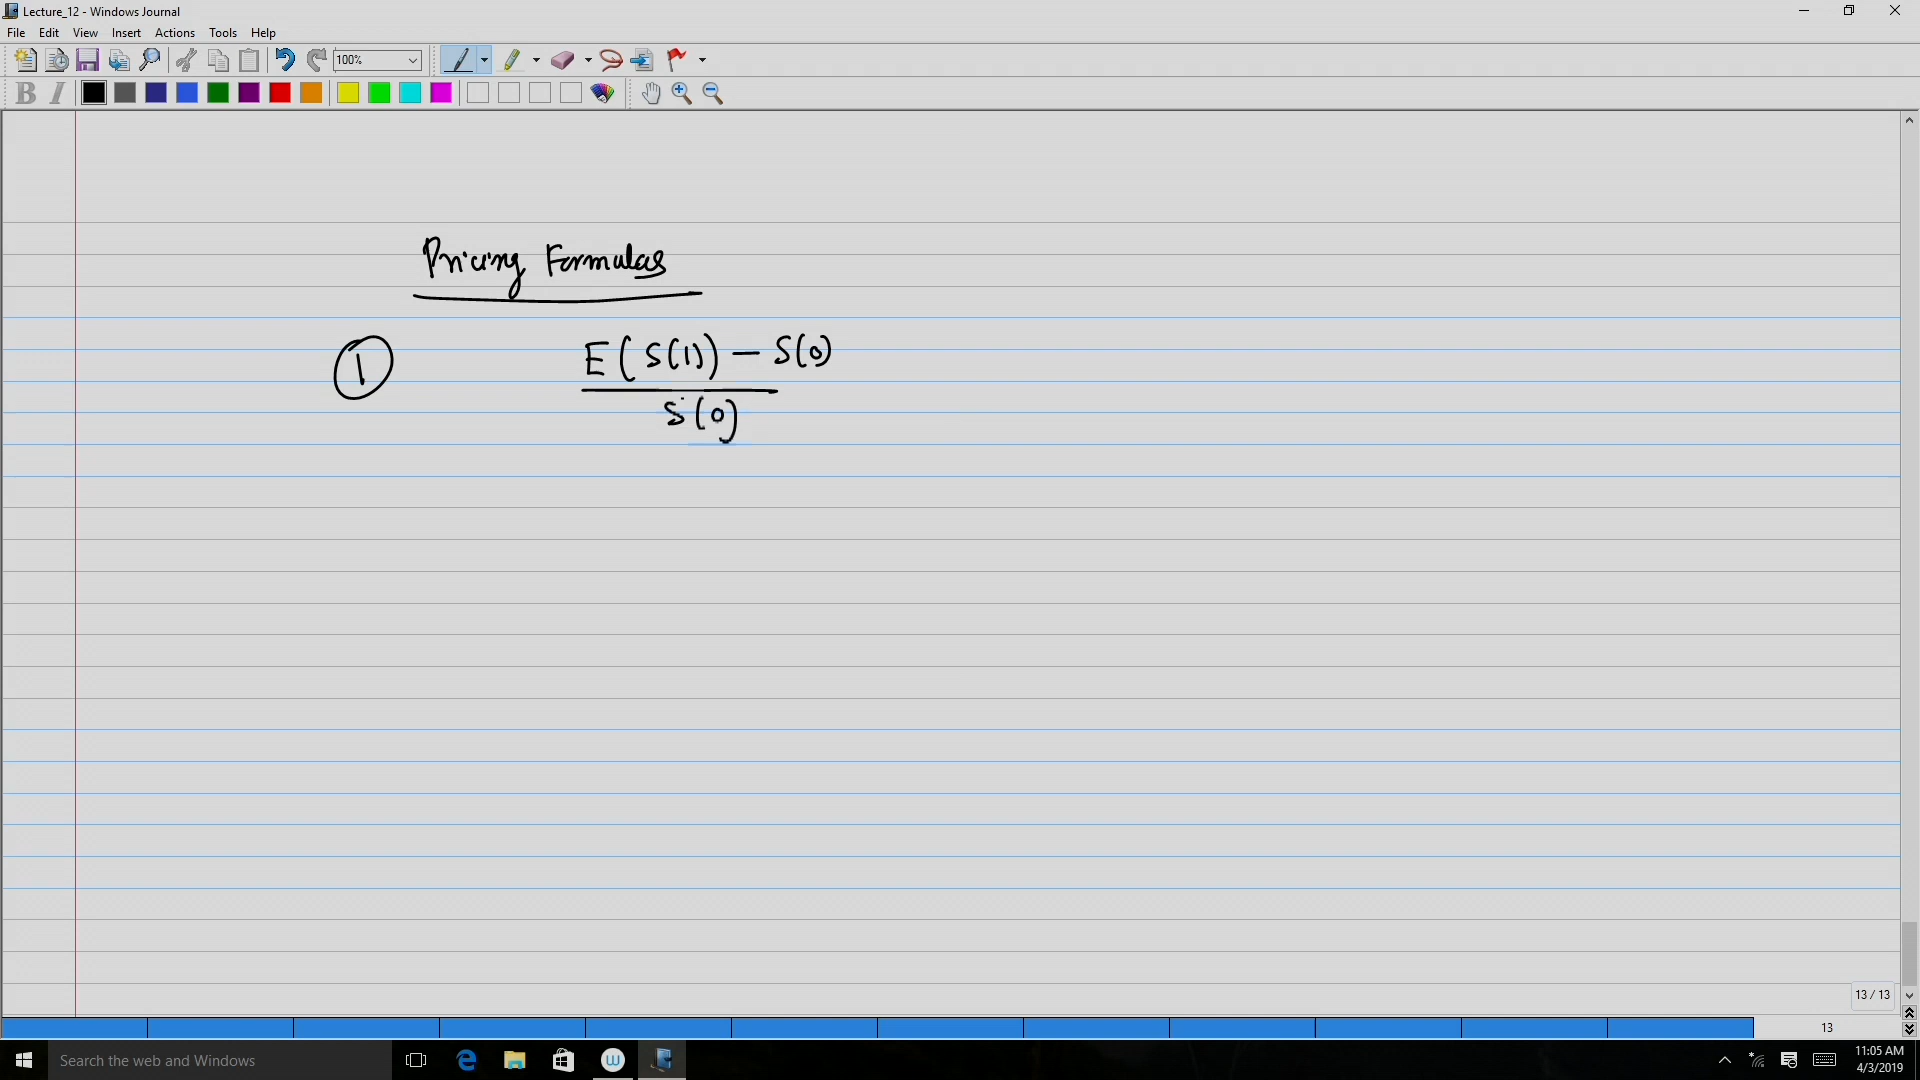 Lecture_12 - Windows Journal
File Edit View Insert Actions Tools Help
100%
B I
Pricing Formulas
1 E(S(1)) - S(0)
S(0)
13 / 13
13
Search the web and Windows
11:05 AM
4/3/2019